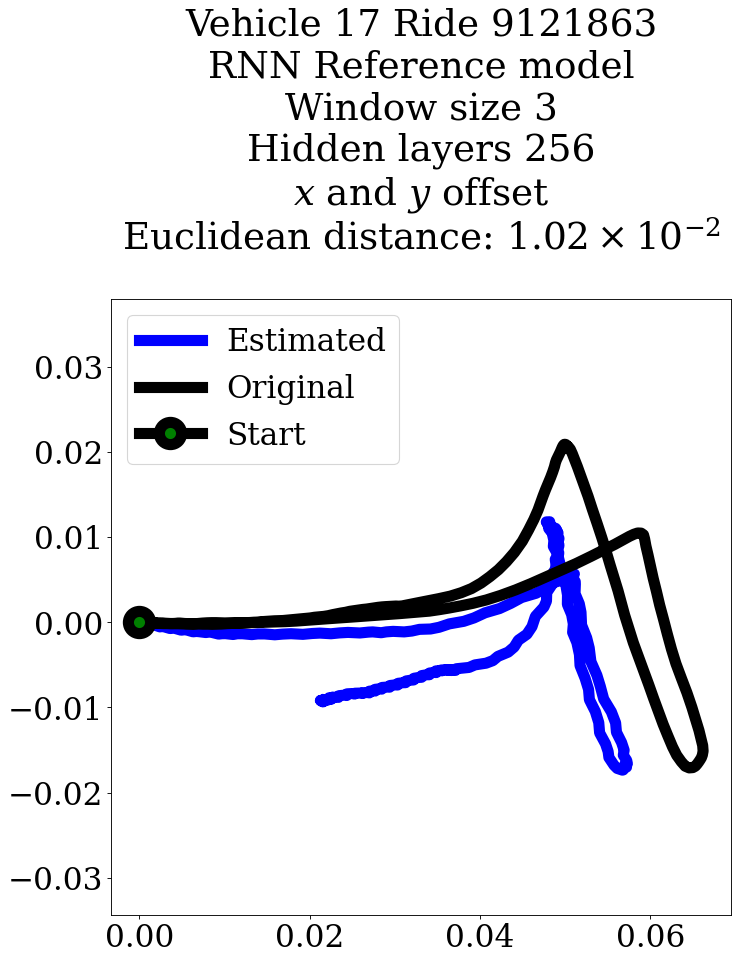 Vehicle 17 Ride 9121863
RNN Reference model
Window size 3
Hidden layers 256
x and y offset
Euclidean distance: 1.02 × 10⁻²
Estimated
Original
Start
0.03
0.02
0.01
0.00
−0.01
−0.02
−0.03
0.00 0.02 0.04 0.06